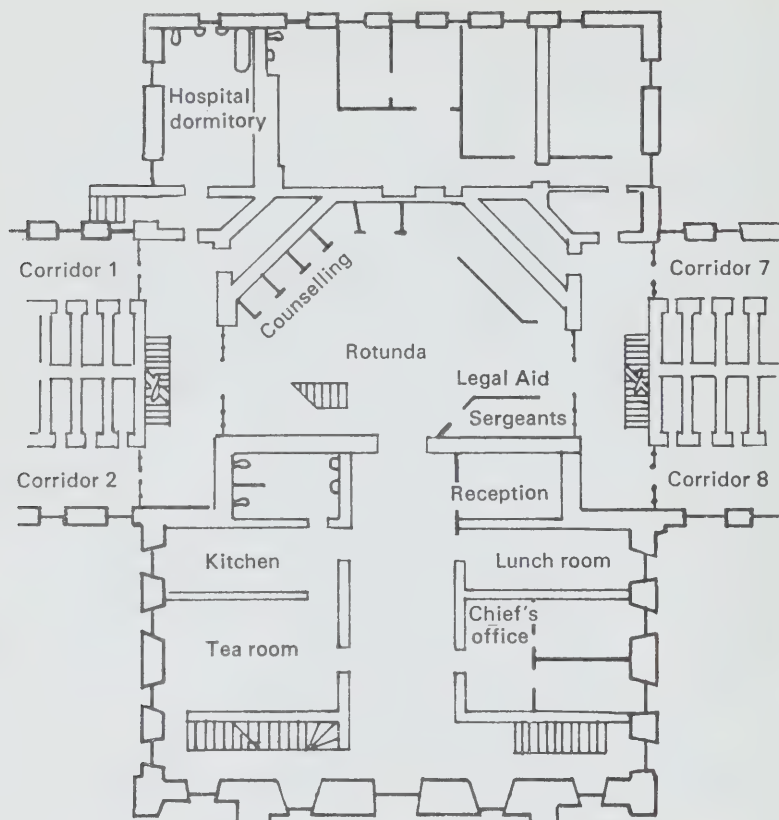 Hospital
dormitory
Corridor 1
Corridor 7
Counselling
Rotunda
Legal Aid
Sergeants
Corridor 2
Corridor 8
Reception
Kitchen
Lunch room
Chief's
office
Tea room